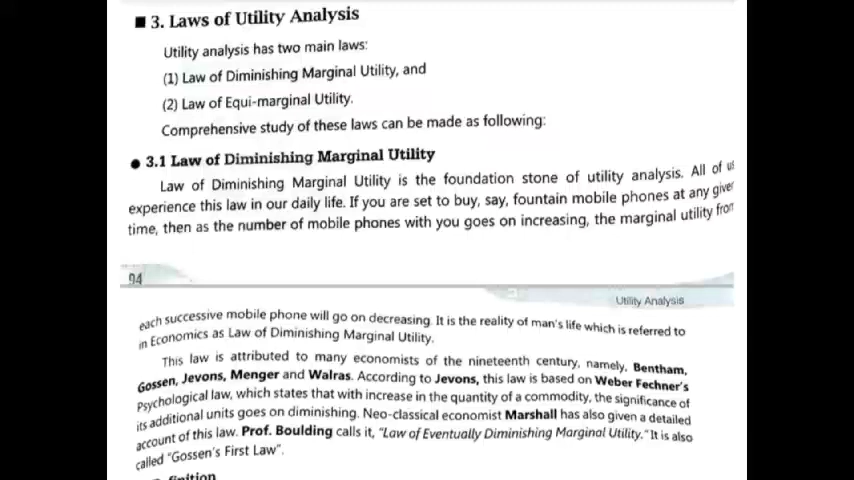 ■ 3. Laws of Utility Analysis
Utility analysis has two main laws:
(1) Law of Diminishing Marginal Utility, and
(2) Law of Equi-marginal Utility.
Comprehensive study of these laws can be made as following:
● 3.1 Law of Diminishing Marginal Utility
Law of Diminishing Marginal Utility is the foundation stone of utility analysis. All of us
experience this law in our daily life. If you are set to buy, say, fountain mobile phones at any given
time, then as the number of mobile phones with you goes on increasing, the marginal utility from
94
Utility Analysis
each successive mobile phone will go on decreasing. It is the reality of man's life which is referred to
in Economics as Law of Diminishing Marginal Utility.
This law is attributed to many economists of the nineteenth century, namely, Bentham,
Gossen, Jevons, Menger and Walras. According to Jevons, this law is based on Weber Fechner's
Psychological law, which states that with increase in the quantity of a commodity, the significance of
its additional units goes on diminishing. Neo-classical economist Marshall has also given a detailed
account of this law. Prof. Boulding calls it, "Law of Eventually Diminishing Marginal Utility." It is also
called "Gossen's First Law".